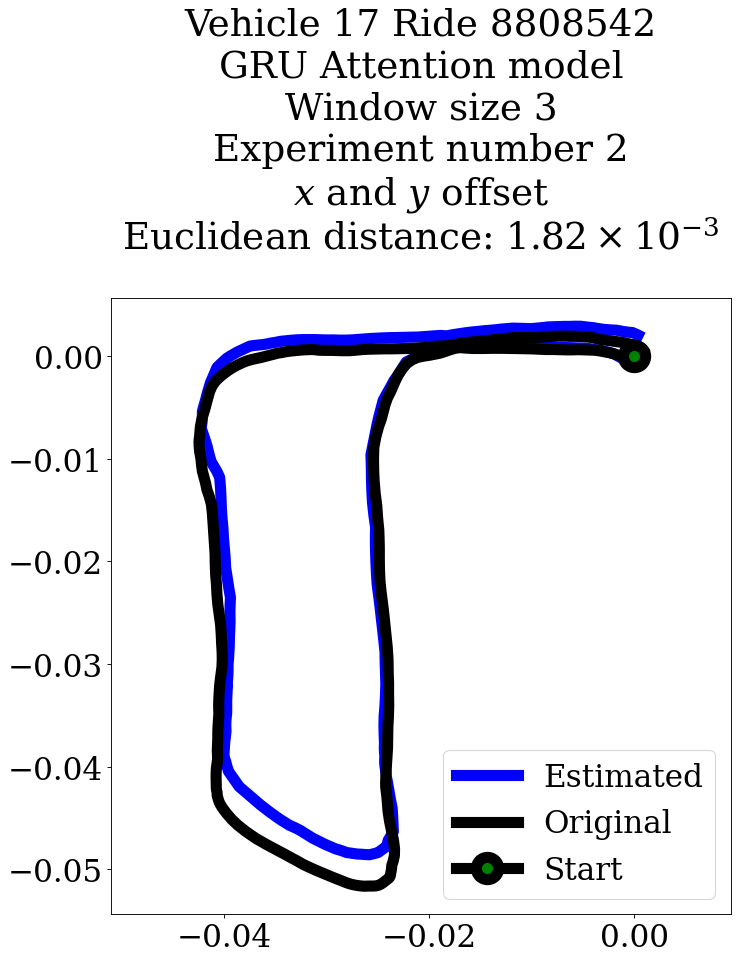 Vehicle 17 Ride 8808542
GRU Attention model
Window size 3
Experiment number 2
x and y offset
Euclidean distance: 1.82 × 10⁻³
0.00
−0.01
−0.02
−0.03
−0.04
−0.05
Estimated
Original
Start
−0.04 −0.02 0.00